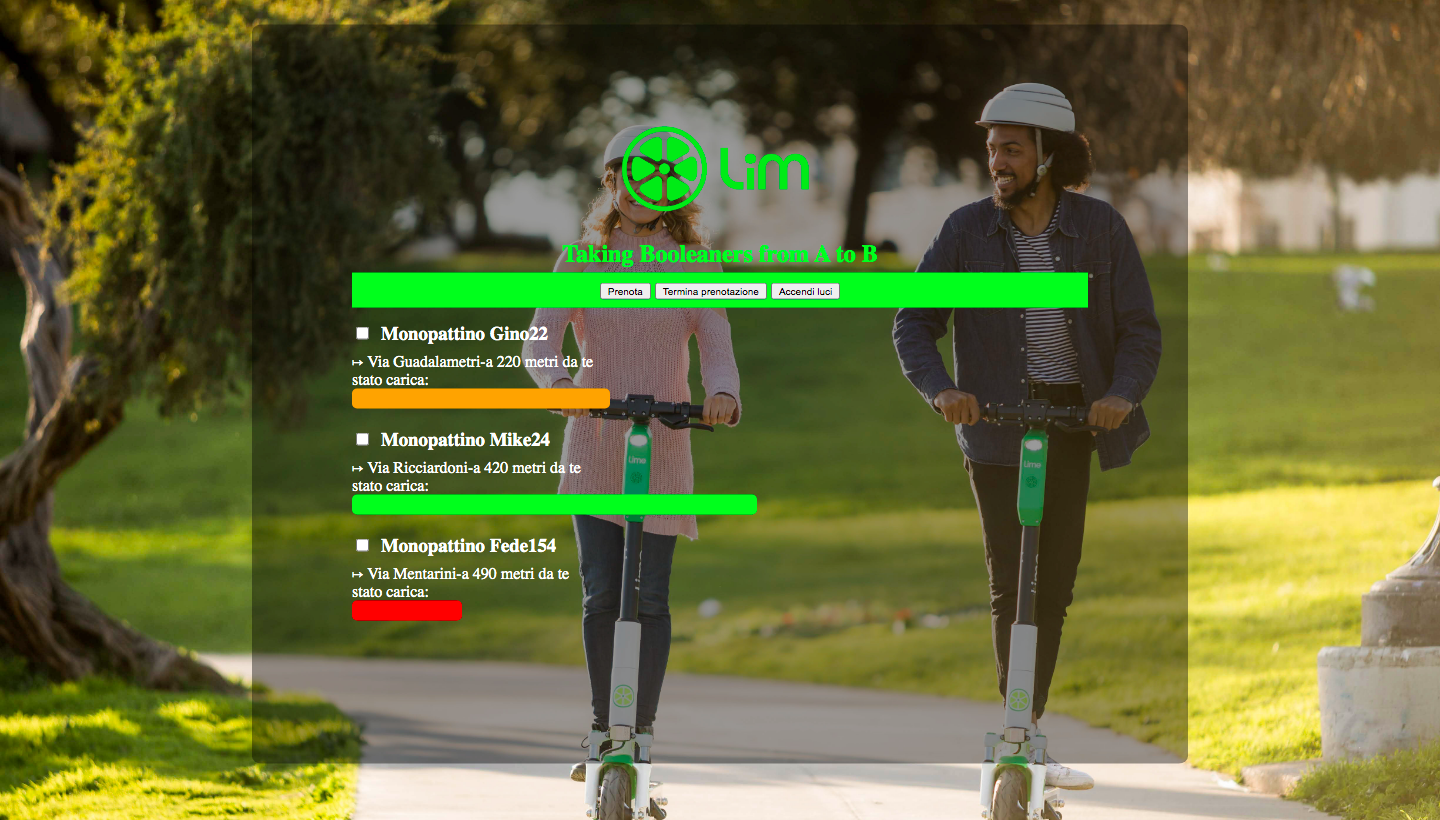 Lim
Taking Booleaners from A to B
Prenota Termina prenotazione Accendi luci
Monopattino Gino22
↦ Via Guadalametri-a 220 metri da te
stato carica:
Monopattino Mike24
↦ Via Ricciardoni-a 420 metri da te
stato carica:
Lime
Lime
Monopattino Fede154
↦ Via Mentarini-a 490 metri da te
stato carica: